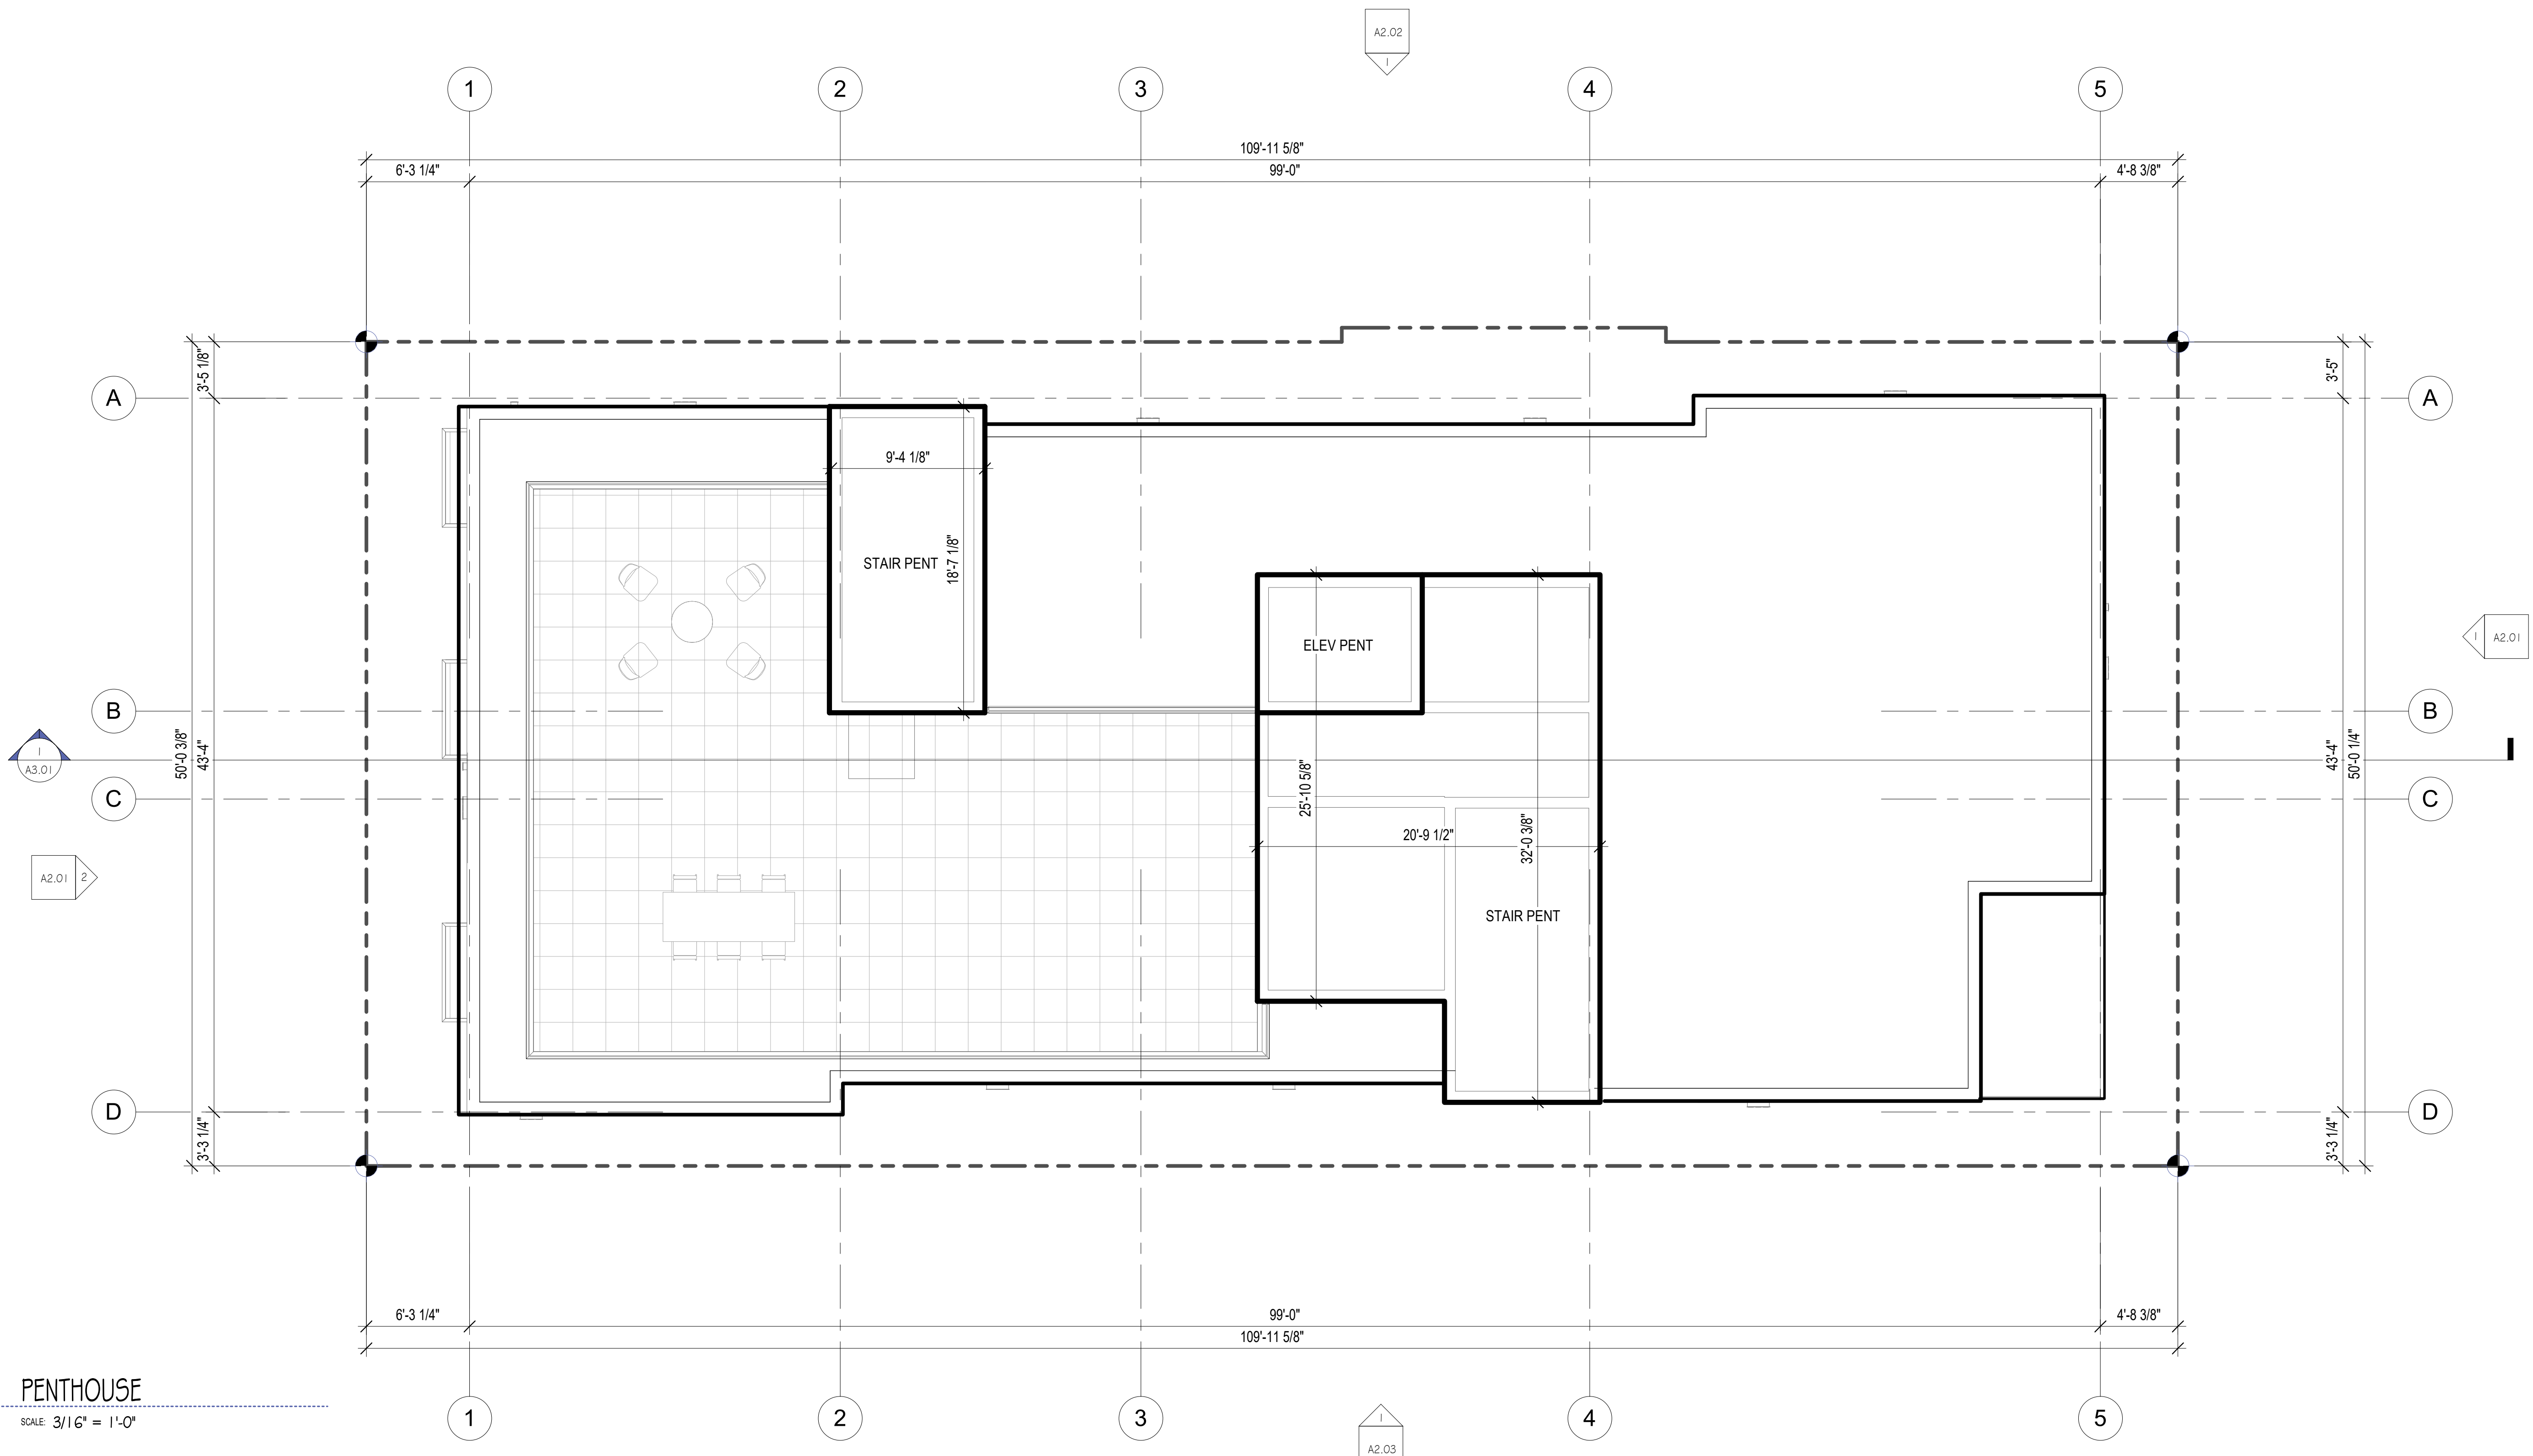 A2.02
1
1 2 3 4 5
109'-11 5/8"
6'-3 1/4" 99'-0" 4'-8 3/8"
3'-5 1/8" 3'-5"
A A
9'-4 1/8"
18'-7 1/8"
STAIR PENT
ELEV PENT
1 A2.01
B B
50'-0 3/8" 43'-4" 43'-4" 50'-0 1/4"
1
A3.01
25'-10 5/8"
C C
20'-9 1/2" 32'-0 3/8"
A2.01 2
STAIR PENT
D D
3'-3 1/4" 3'-3 1/4"
6'-3 1/4" 99'-0" 4'-8 3/8"
109'-11 5/8"
PENTHOUSE
SCALE: 3/16" = 1'-0"
1 2 3 4 5
1
A2.03